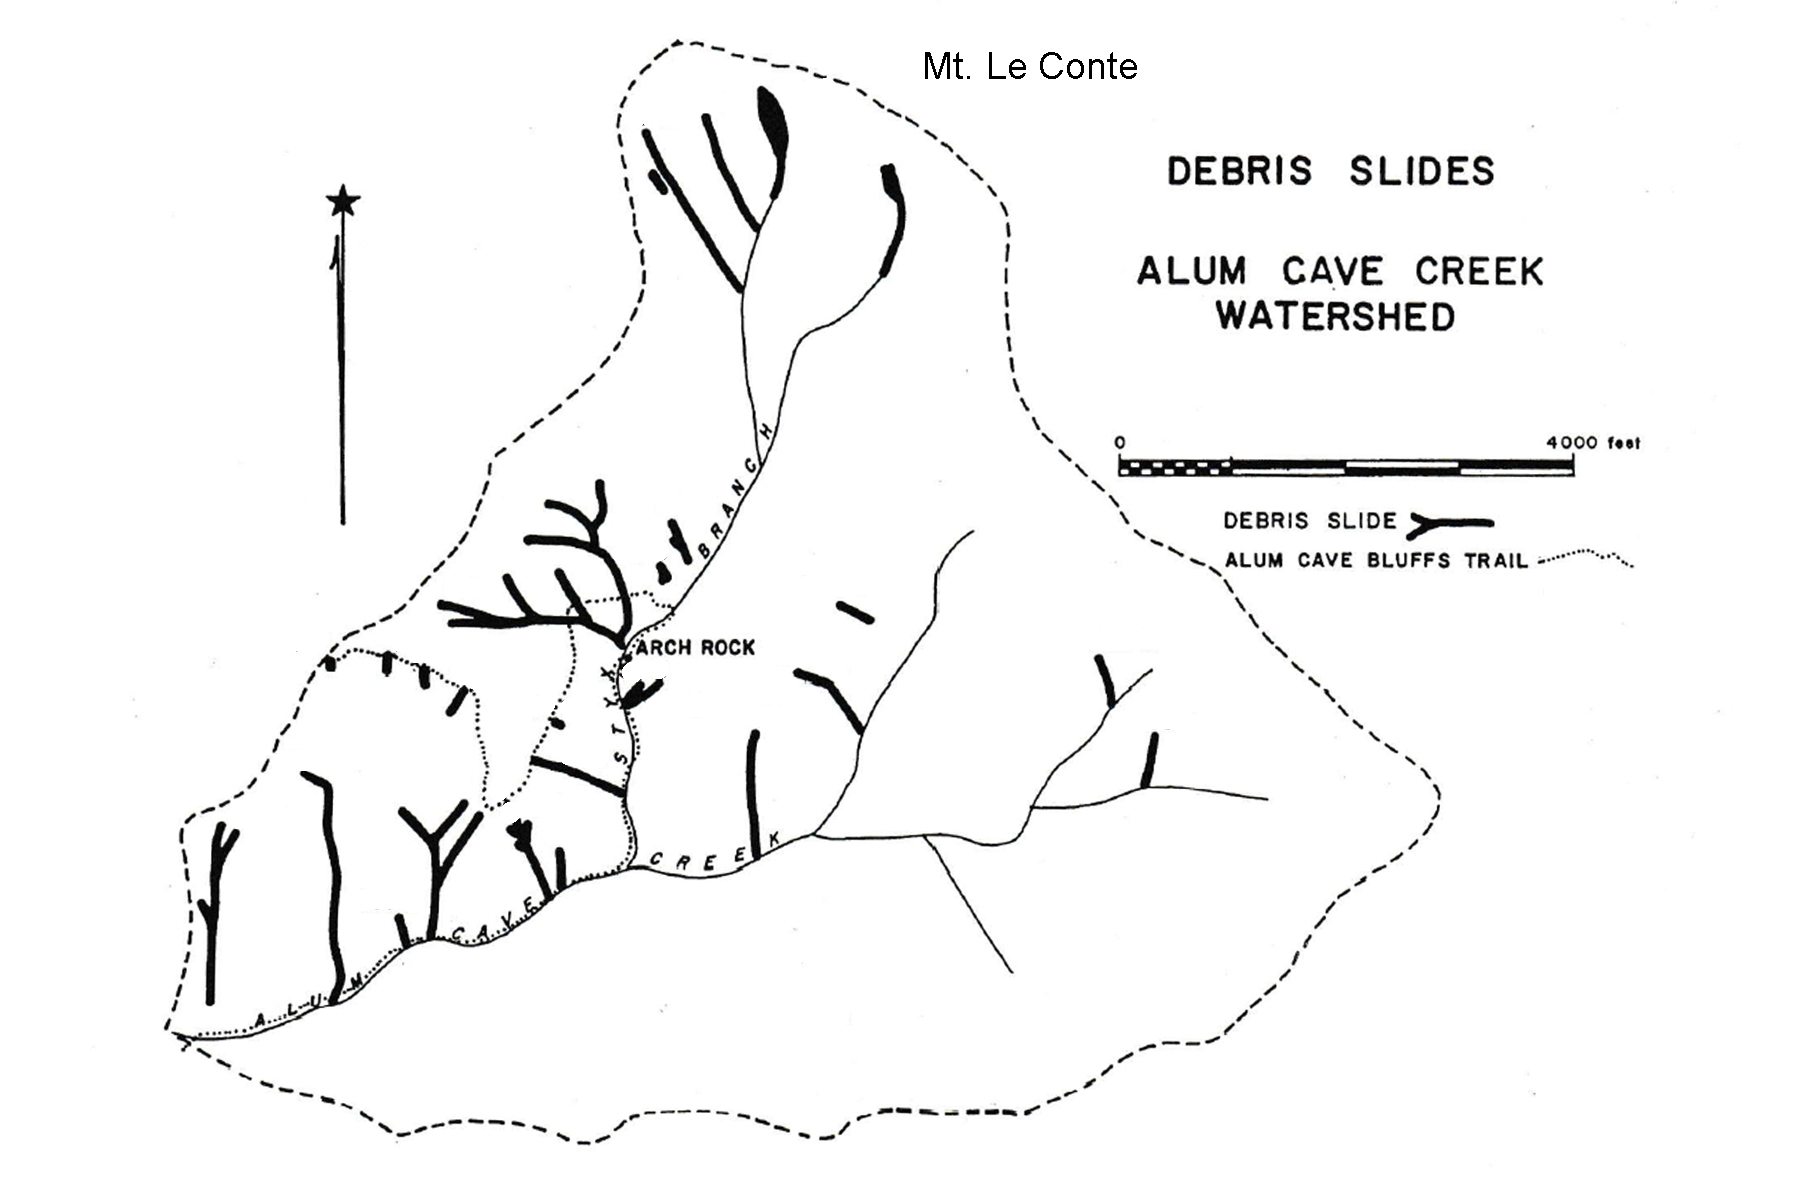 Mt. Le Conte
DEBRIS SLIDES
ALUM CAVE CREEK
WATERSHED
0 4000 feet
DEBRIS SLIDE
ALUM CAVE BLUFFS TRAIL
STYX BRANCH
ARCH ROCK
ALUM CAVE CREEK